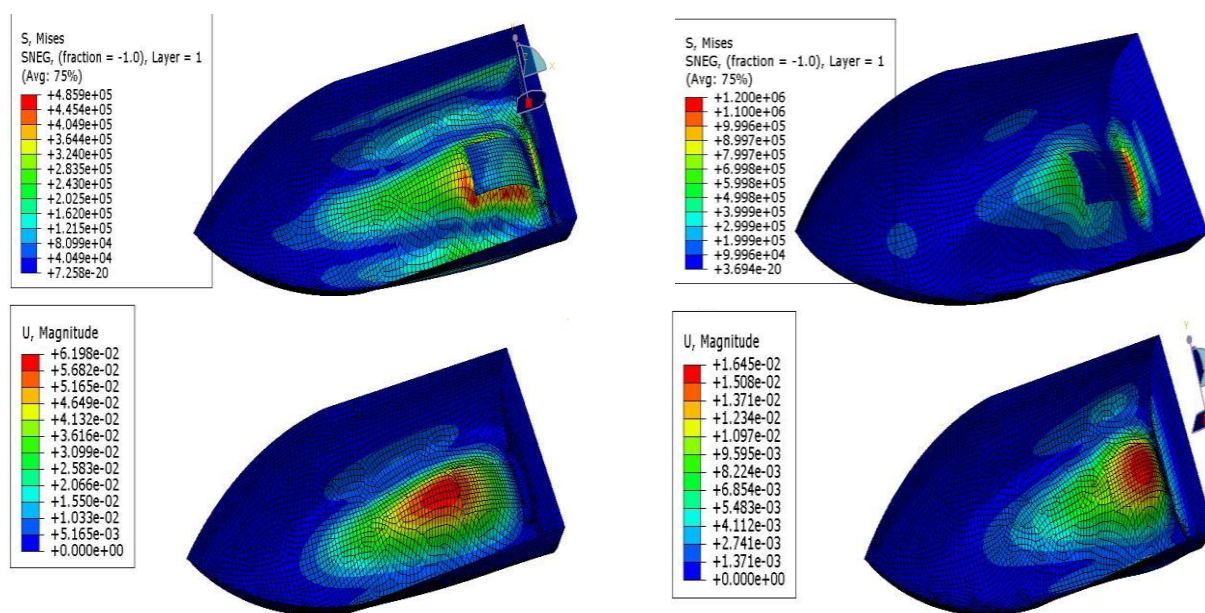 S, Mises
SNEG, (fraction = -1.0), Layer = 1
(Avg: 75%)
+4.859e+05
+4.454e+05
+4.049e+05
+3.644e+05
+3.240e+05
+2.835e+05
+2.430e+05
+2.025e+05
+1.620e+05
+1.215e+05
+8.099e+04
+4.049e+04
+7.258e-20
X
S, Mises
SNEG, (fraction = -1.0), Layer = 1
(Avg: 75%)
+1.200e+06
+1.100e+06
+9.996e+05
+8.997e+05
+7.997e+05
+6.998e+05
+5.998e+05
+4.998e+05
+3.999e+05
+2.999e+05
+1.999e+05
+9.996e+04
+3.694e-20
U, Magnitude
+6.198e-02
+5.682e-02
+5.165e-02
+4.649e-02
+4.132e-02
+3.616e-02
+3.099e-02
+2.583e-02
+2.066e-02
+1.550e-02
+1.033e-02
+5.165e-03
+0.000e+00
U, Magnitude
+1.645e-02
+1.508e-02
+1.371e-02
+1.234e-02
+1.097e-02
+9.595e-03
+8.224e-03
+6.854e-03
+5.483e-03
+4.112e-03
+2.741e-03
+1.371e-03
+0.000e+00
Y